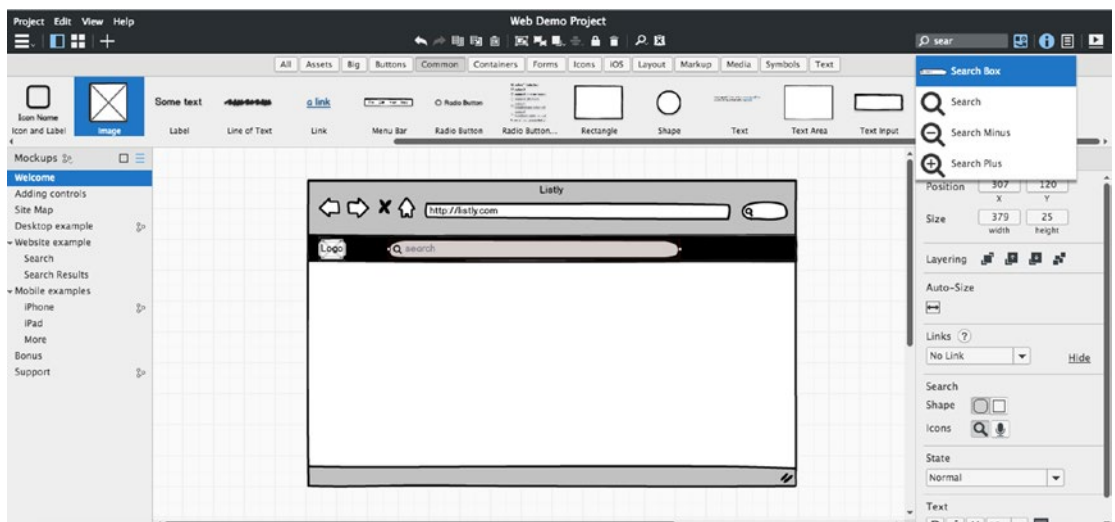 Web Demo Project
Project Edit View Help
sear
All Assets Big Buttons Common Containers Forms Icons iOS Layout Markup Media Symbols Text
Search Box
Search
Search Minus
Search Plus
Icon Name
Some text
a link
Radio Button
Icon and Label Image Label Line of Text Link Menu Bar Radio Button Radio Button... Rectangle Shape Text Text Area Text Input
Mockups
Welcome
Adding controls
Site Map
Desktop example
Website example
Search
Search Results
Mobile examples
iPhone
iPad
More
Bonus
Support
Listly
http://listly.com
Logo
search
Position 307 120
X Y
Size 379 25
width height
Layering
Auto-Size
Links ?
No Link Hide
Search
Shape
Icons
State
Normal
Text